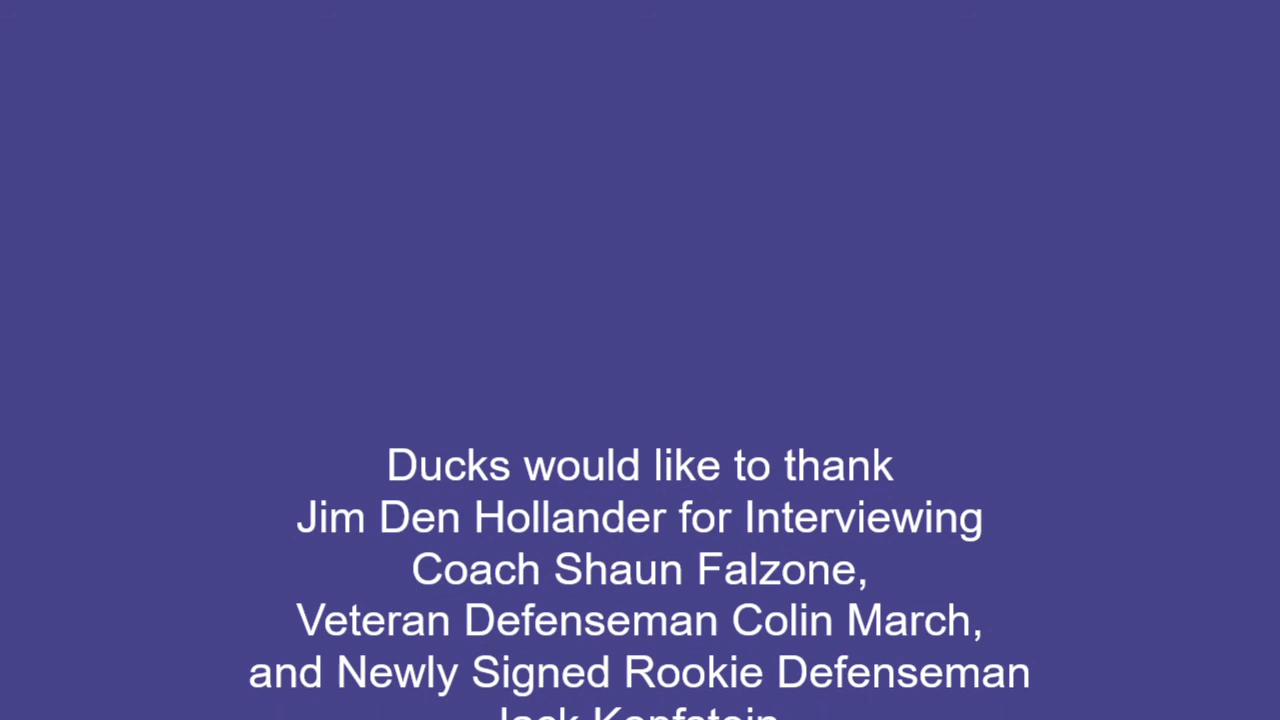 Ducks would like to thank
Jim Den Hollander for Interviewing
Coach Shaun Falzone,
Veteran Defenseman Colin March,
and Newly Signed Rookie Defenseman
Jack